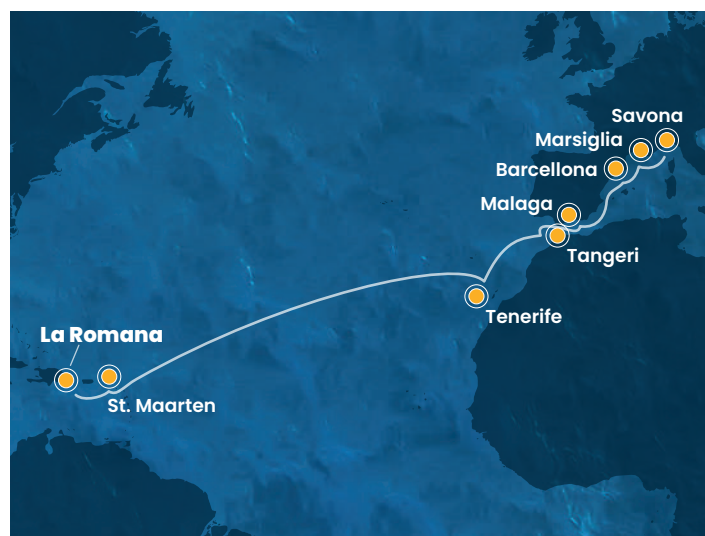 Savona
Marsiglia
Barcellona
Malaga
Tangeri
Tenerife
La Romana
St. Maarten